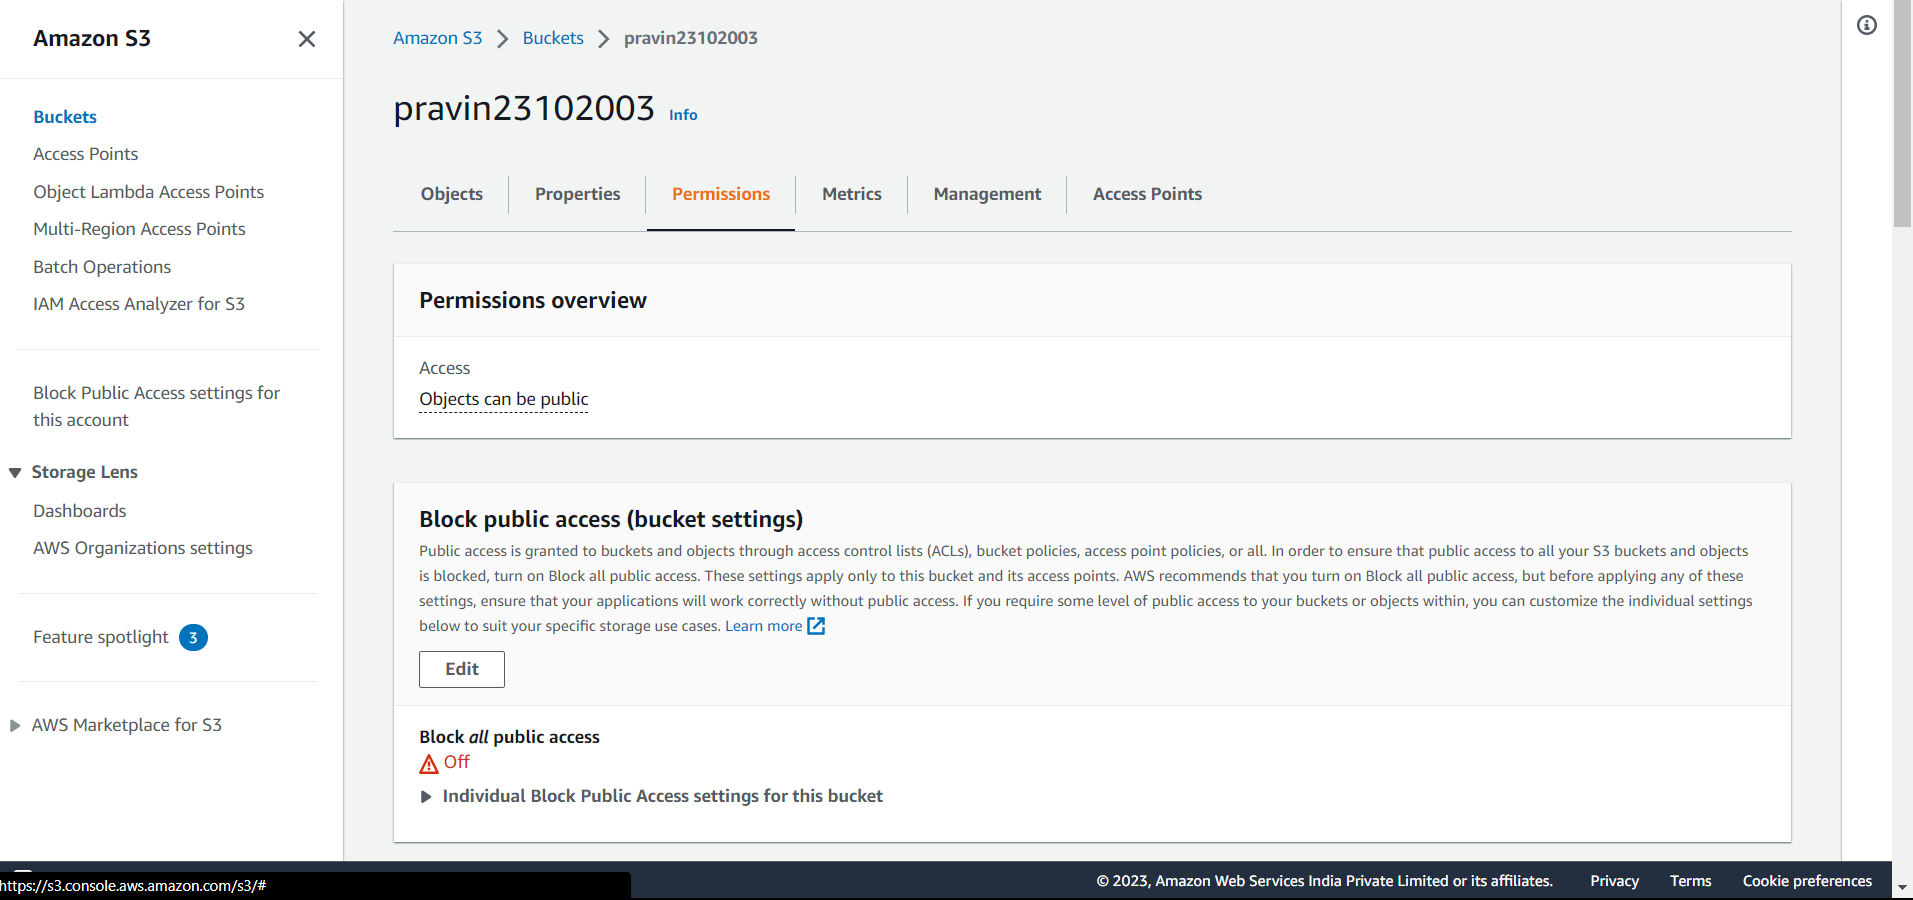 Amazon S3
Buckets
Access Points
Object Lambda Access Points
Multi-Region Access Points
Batch Operations
IAM Access Analyzer for S3
Block Public Access settings for
this account
Storage Lens
Dashboards
AWS Organizations settings
Feature spotlight 3
AWS Marketplace for S3
Amazon S3 > Buckets > pravin23102003
pravin23102003 Info
Objects Properties Permissions Metrics Management Access Points
Permissions overview
Access
Objects can be public
Block public access (bucket settings)
Public access is granted to buckets and objects through access control lists (ACLs), bucket policies, access point policies, or all. In order to ensure that public access to all your S3 buckets and objects
is blocked, turn on Block all public access. These settings apply only to this bucket and its access points. AWS recommends that you turn on Block all public access, but before applying any of these
settings, ensure that your applications will work correctly without public access. If you require some level of public access to your buckets or objects within, you can customize the individual settings
below to suit your specific storage use cases. Learn more
Edit
Block all public access
Off
Individual Block Public Access settings for this bucket
https://s3.console.aws.amazon.com/s3/#
© 2023, Amazon Web Services India Private Limited or its affiliates. Privacy Terms Cookie preferences